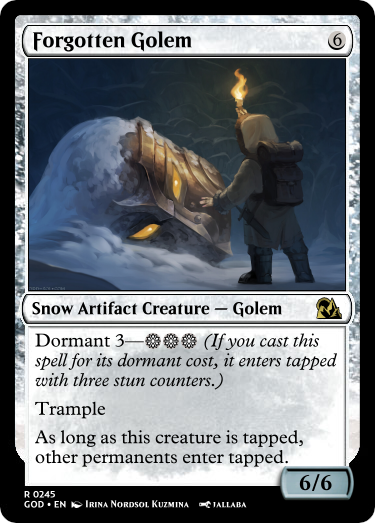 Forgotten Golem 6
Snow Artifact Creature — Golem
Dormant 3— (If you cast this
spell for its dormant cost, it enters tapped
with three stun counters.)
Trample
As long as this creature is tapped,
other permanents enter tapped.
6/6
R 0245
GOD • EN Irina Nordsol Kuzmina jallaba